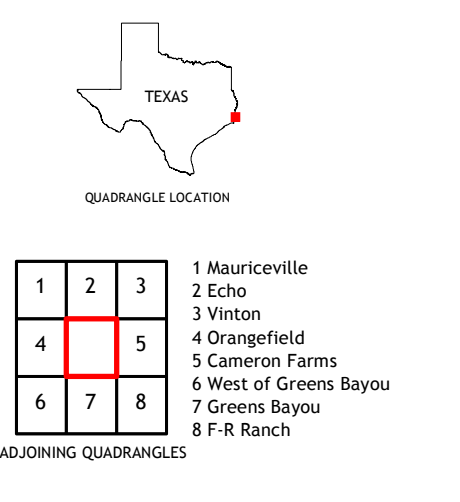 TEXAS
QUADRANGLE LOCATION
1 2 3
4 5
6 7 8
1 Mauriceville
2 Echo
3 Vinton
4 Orangefield
5 Cameron Farms
6 West of Greens Bayou
7 Greens Bayou
8 F-R Ranch
ADJOINING QUADRANGLES